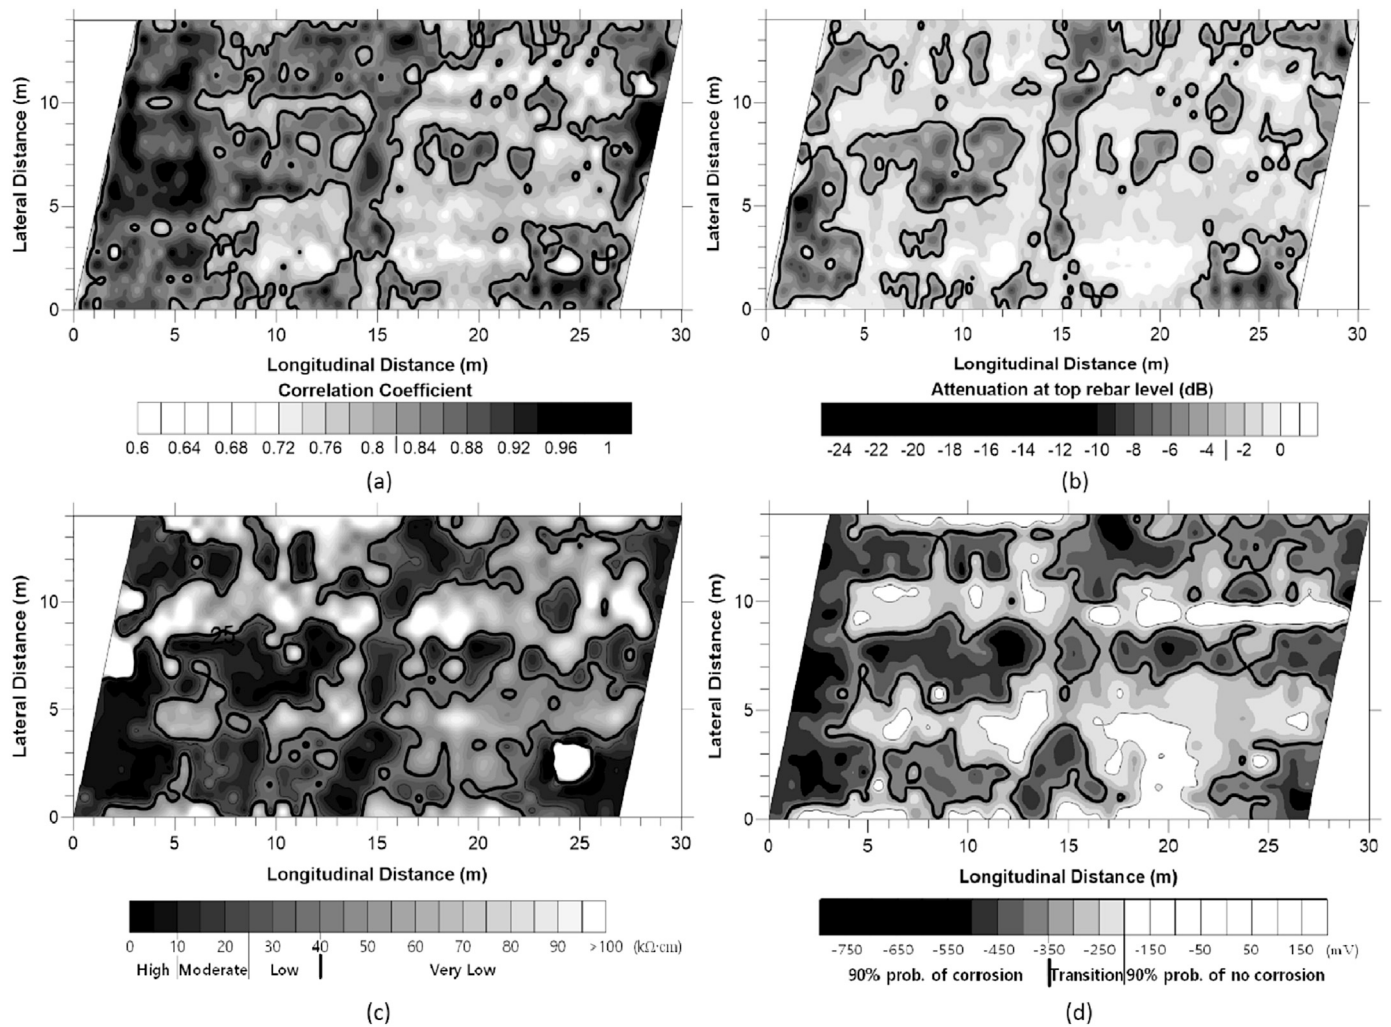 Lateral Distance (m)
10
5
0
0 5 10 15 20 25 30
Longitudinal Distance (m)
Correlation Coefficient
0.6 0.64 0.68 0.72 0.76 0.8 0.84 0.88 0.92 0.96 1
(a)
Lateral Distance (m)
10
5
0
0 5 10 15 20 25 30
Longitudinal Distance (m)
Attenuation at top rebar level (dB)
-24 -22 -20 -18 -16 -14 -12 -10 -8 -6 -4 -2 0
(b)
Lateral Distance (m)
10
5
0
25
0 5 10 15 20 25 30
Longitudinal Distance (m)
0 10 20 30 40 50 60 70 80 90 >100 (kΩ·cm)
High Moderate Low Very Low
(c)
Lateral Distance (m)
10
5
0
0 5 10 15 20 25 30
Longitudinal Distance (m)
-750 -650 -550 -450 -350 -250 -150 50 50 150 (mV)
90% prob. of corrosion Transition 90% prob. of no corrosion
(d)